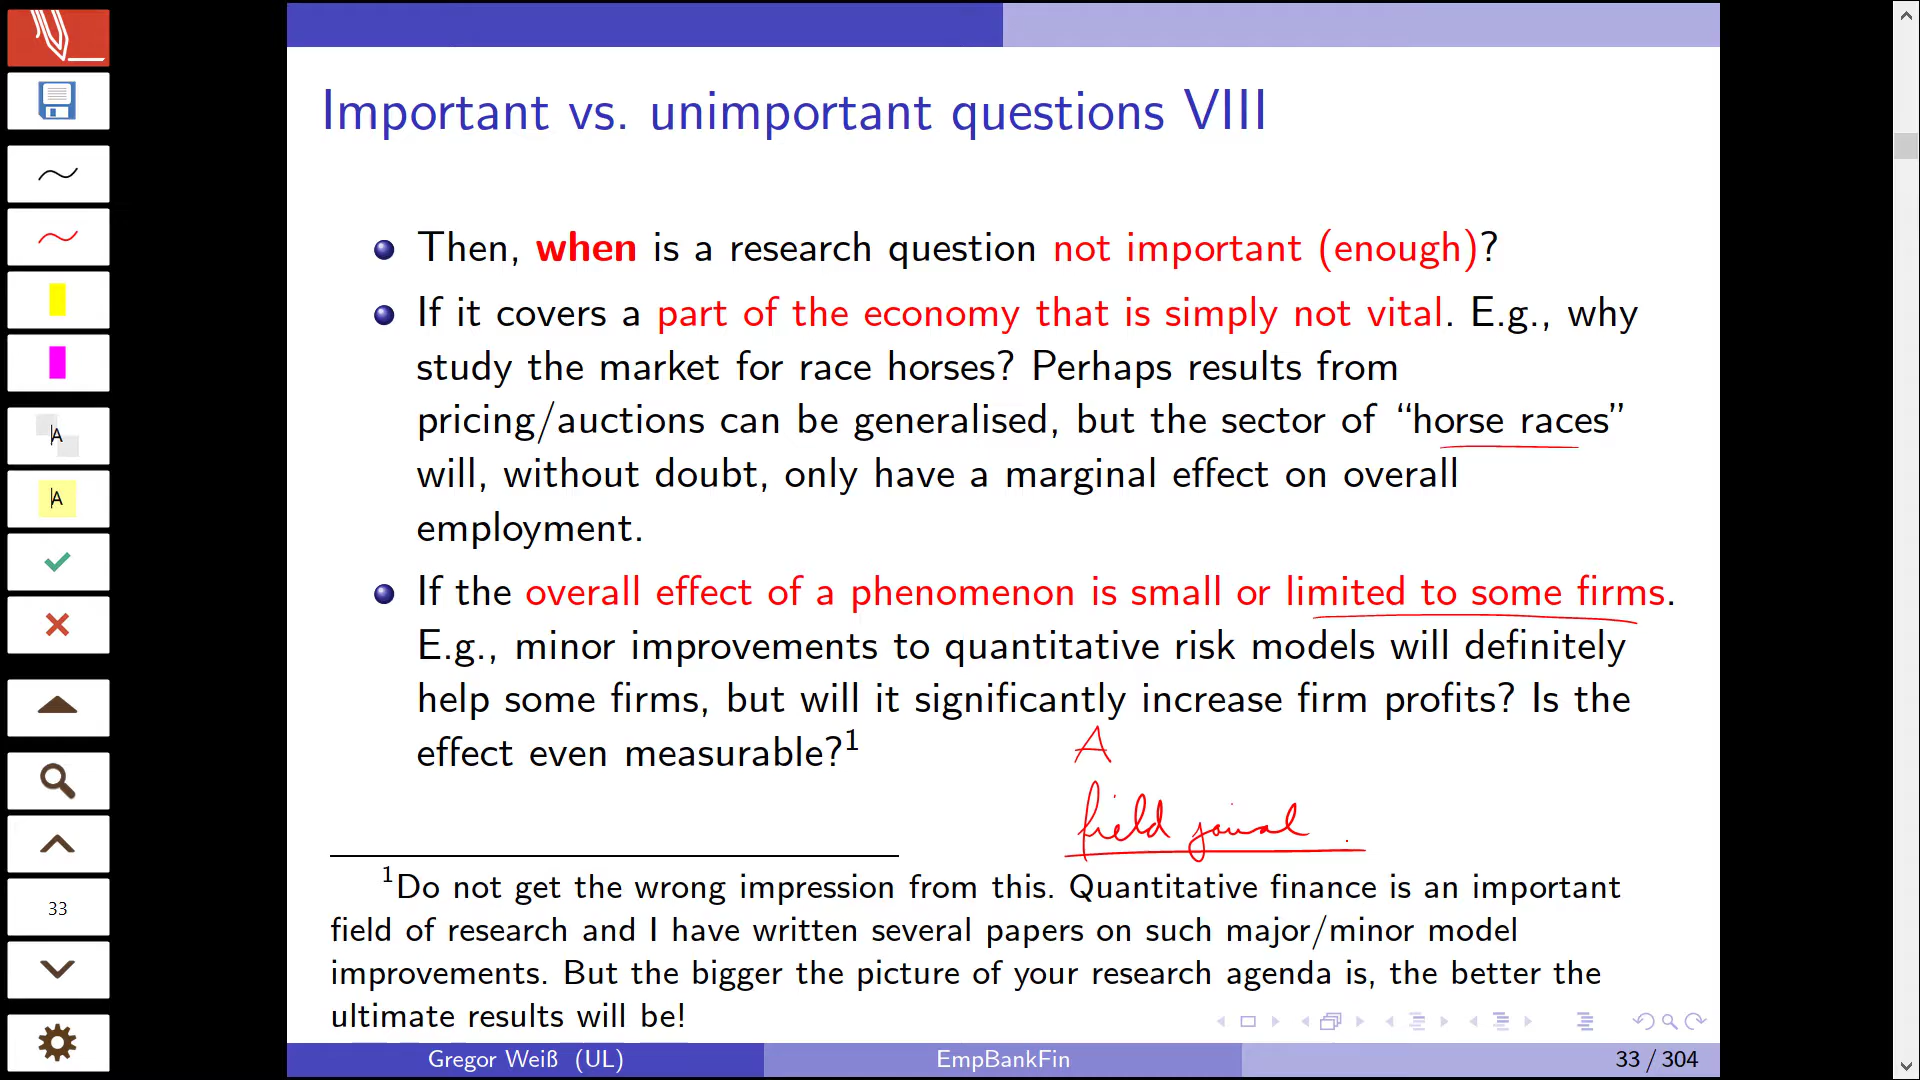 Important vs. unimportant questions VIII
Then, when is a research question not important (enough)?
If it covers a part of the economy that is simply not vital. E.g., why
study the market for race horses? Perhaps results from
pricing/auctions can be generalised, but the sector of “horse races”
will, without doubt, only have a marginal effect on overall
employment.
If the overall effect of a phenomenon is small or limited to some firms.
E.g., minor improvements to quantitative risk models will definitely
help some firms, but will it significantly increase firm profits? Is the
effect even measurable?¹
A
field journal
¹Do not get the wrong impression from this. Quantitative finance is an important
field of research and I have written several papers on such major/minor model
improvements. But the bigger the picture of your research agenda is, the better the
ultimate results will be!
Gregor Weiß (UL) EmpBankFin 33 / 304
A
A
33